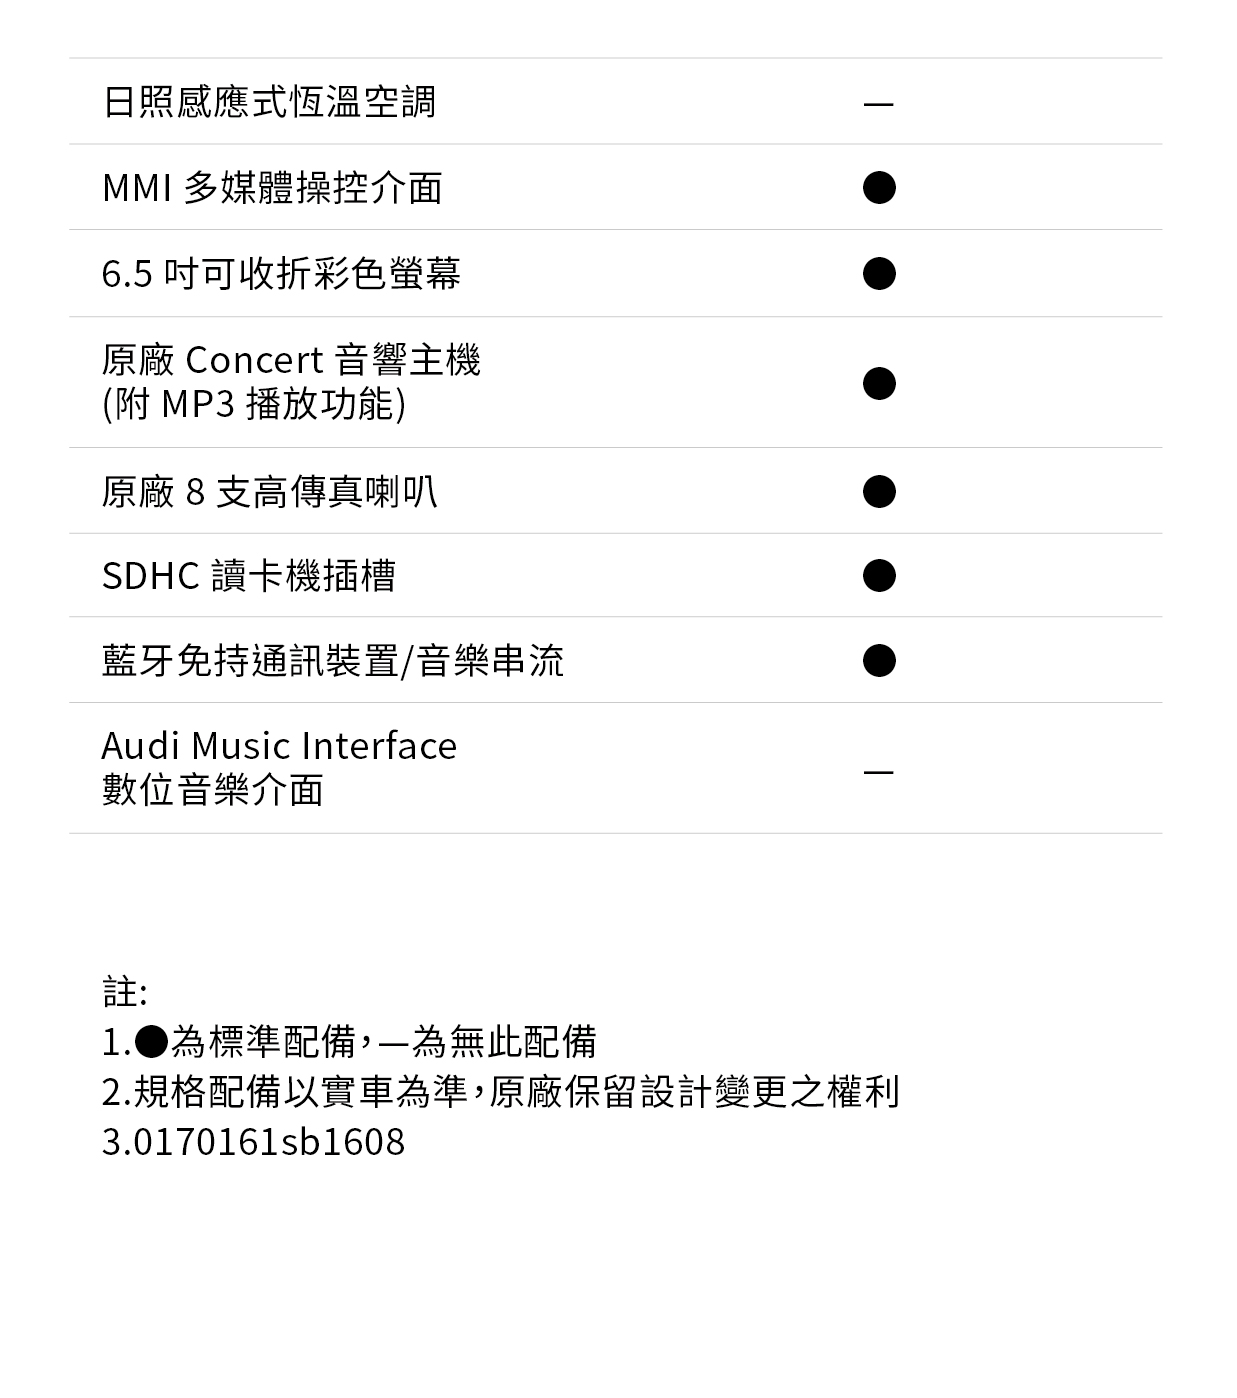 日照感應式恆溫空調 —
MMI 多媒體操控介面 ●
6.5 吋可收折彩色螢幕 ●
原廠 Concert 音響主機
(附 MP3 播放功能) ●
原廠 8 支高傳真喇叭 ●
SDHC 讀卡機插槽 ●
藍牙免持通訊裝置/音樂串流 ●
Audi Music Interface
數位音樂介面 —
註:
1.●為標準配備，—為無此配備
2.規格配備以實車為準，原廠保留設計變更之權利
3.0170161sb1608